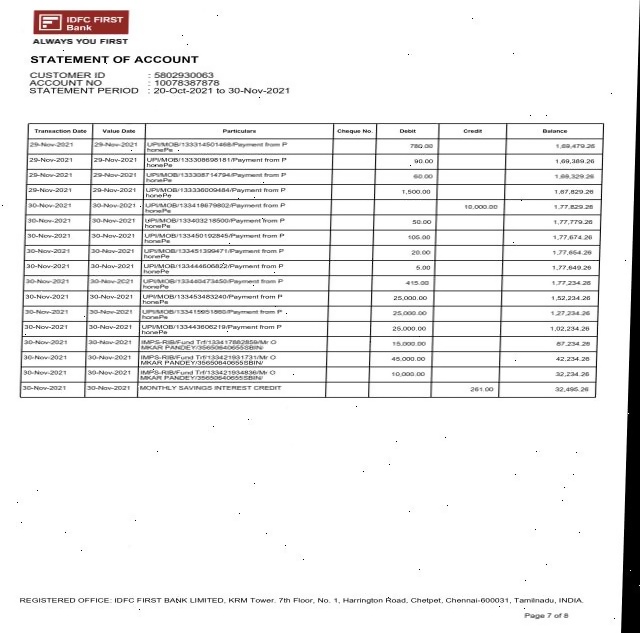 IDFC FIRST
Bank
ALWAYS YOU FIRST
STATEMENT OF ACCOUNT
CUSTOMER ID : 5802930063
ACCOUNT NO : 10078387878
STATEMENT PERIOD : 20-Oct-2021 to 30-Nov-2021
Transaction Date Value Date Particulars Cheque No. Debit Credit Balance
29-Nov-2021 29-Nov-2021 UPI/MOB/133314501468/Payment from P 780.00 1,69,479.26
honePe
29-Nov-2021 29-Nov-2021 UPI/MOB/133308698181/Payment from P 90.00 1,69,389.26
honePe
29-Nov-2021 29-Nov-2021 UPI/MOB/133308714794/Payment from P 60.00 1,69,329.26
honePe
29-Nov-2021 29-Nov-2021 UPI/MOB/133336009484/Payment from P 1,500.00 1,67,829.26
honePe
30-Nov-2021 30-Nov-2021 UPI/MOB/133418679802/Payment from P 10,000.00 1,77,829.26
honePe
30-Nov-2021 30-Nov-2021 UPI/MOB/133403218500/Payment from P 50.00 1,77,779.26
honePe
30-Nov-2021 30-Nov-2021 UPI/MOB/133450192845/Payment from P 105.00 1,77,674.26
honePe
30-Nov-2021 30-Nov-2021 UPI/MOB/133451399471/Payment from P 20.00 1,77,654.26
honePe
30-Nov-2021 30-Nov-2021 UPI/MOB/133444606822/Payment from P 5.00 1,77,649.26
honePe
30-Nov-2021 30-Nov-2021 UPI/MOB/133440473450/Payment from P 415.00 1,77,234.26
honePe
30-Nov-2021 30-Nov-2021 UPI/MOB/133453483240/Payment from P 25,000.00 1,52,234.26
honePe
30-Nov-2021 30-Nov-2021 UPI/MOB/133415951860/Payment from P 25,000.00 1,27,234.26
honePe
30-Nov-2021 30-Nov-2021 UPI/MOB/133443606219/Payment from P 25,000.00 1,02,234.26
honePe
30-Nov-2021 30-Nov-2021 IMPS-RIB/Fund Trf/133417882859/Mr O 15,000.00 87,234.26
MKAR PANDEY/35650640655SBIN/
30-Nov-2021 30-Nov-2021 IMPS-RIB/Fund Trf/133421931731/Mr O 45,000.00 42,234.26
MKAR PANDEY/35650640655SBIN/
30-Nov-2021 30-Nov-2021 IMPS-RIB/Fund Trf/133421934836/Mr O 10,000.00 32,234.26
MKAR PANDEY/35650640655SBIN/
30-Nov-2021 30-Nov-2021 MONTHLY SAVINGS INTEREST CREDIT 261.00 32,495.26
REGISTERED OFFICE: IDFC FIRST BANK LIMITED, KRM Tower. 7th Floor, No. 1, Harrington Road, Chetpet, Chennai-600031, Tamilnadu, INDIA.
Page 7 of 8